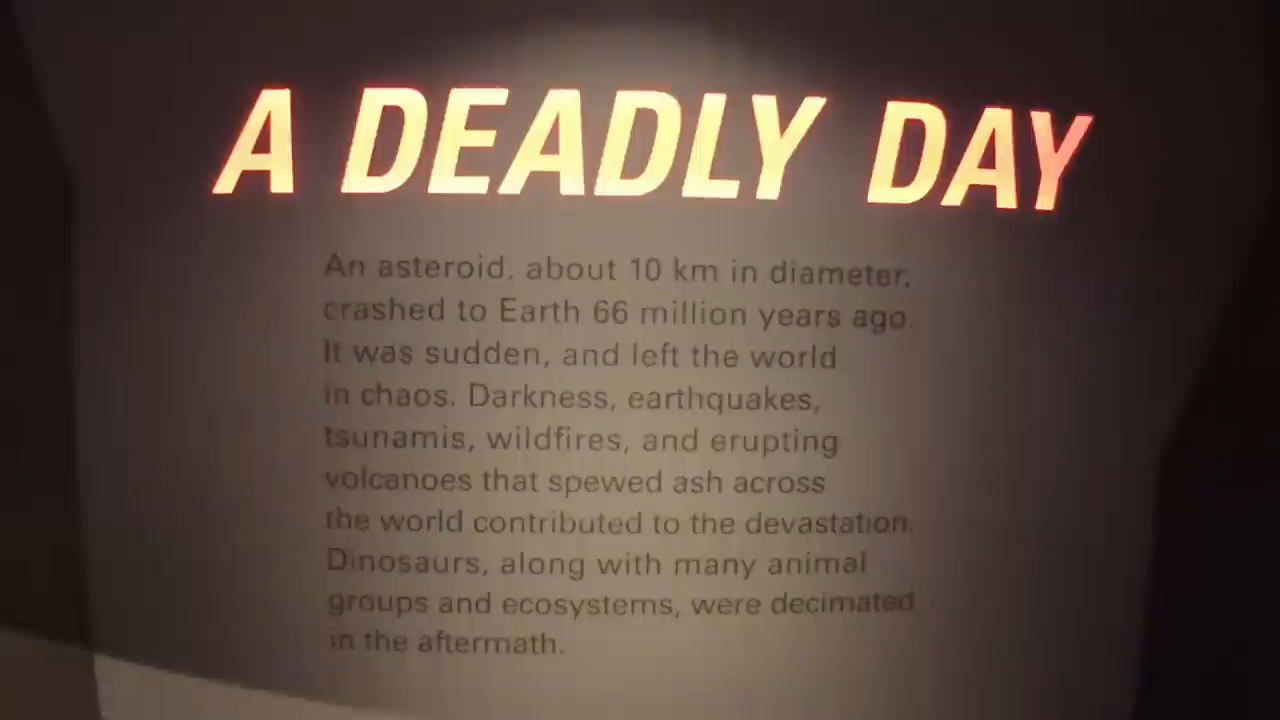 A DEADLY DAY
An asteroid, about 10 km in diameter,
crashed to Earth 66 million years ago.
It was sudden, and left the world
in chaos. Darkness, earthquakes,
tsunamis, wildfires, and erupting
volcanoes that spewed ash across
the world contributed to the devastation.
Dinosaurs, along with many animal
groups and ecosystems, were decimated
in the aftermath.